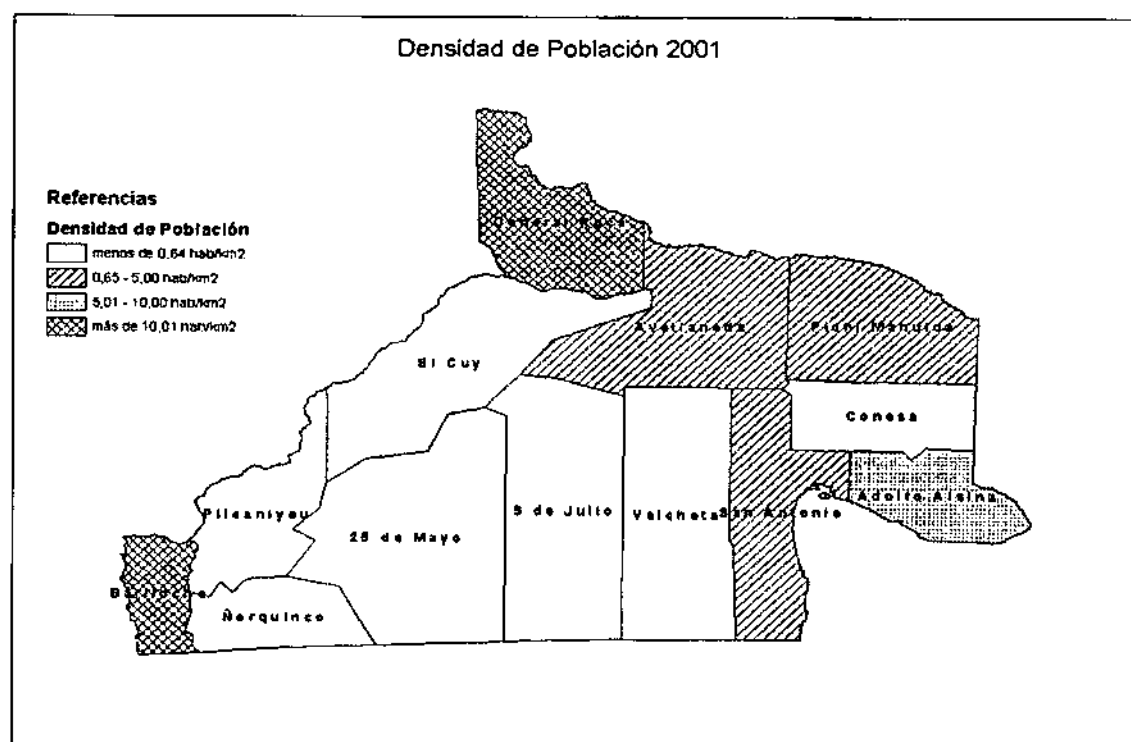 Densidad de Población 2001
Referencias
Densidad de Población
menos de 0,64 hab/km2
0,65 - 5,00 hab/km2
5,01 - 10,00 hab/km2
más de 10,01 hab/km2
General Roca
Avellaneda
Pichi Mahuida
El Cuy
Conesa
Adolfo Alsina
Pilcaniyeu
25 de Mayo
9 de Julio
Valcheta
San Antonio
Bariloche
Ñorquinco